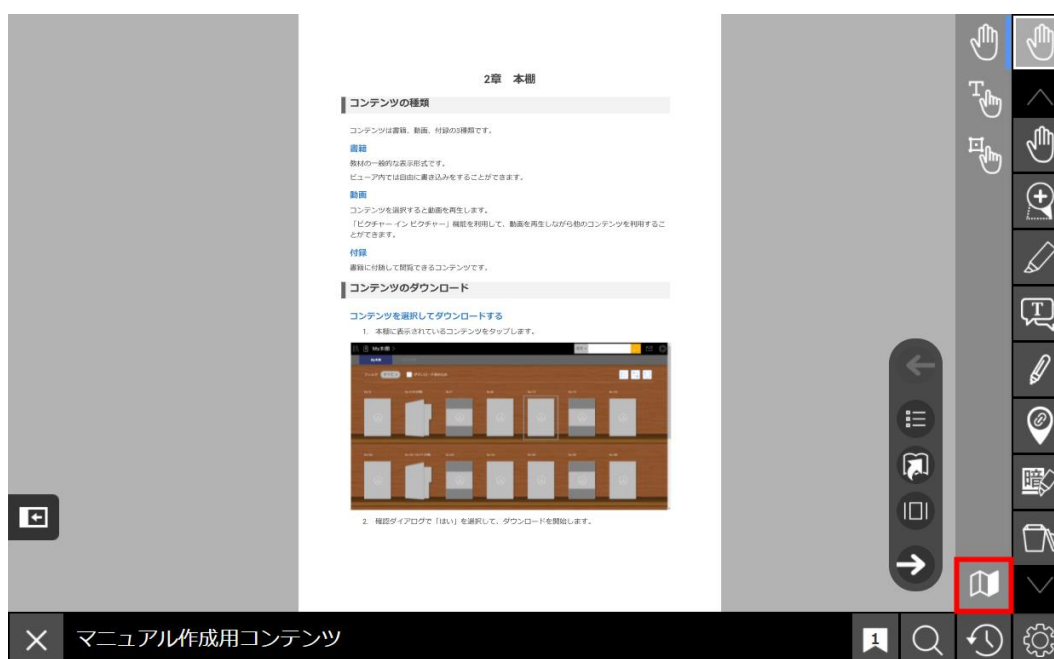 2章 本棚
コンテンツの種類
コンテンツは書籍、動画、付録の3種類です。
書籍
教材の一般的な表示形式です。
ビューア内では自由に書き込みをすることができます。
動画
コンテンツを選択すると動画を再生します。
「ピクチャー イン ピクチャー」機能を利用して、動画を再生しながら他のコンテンツを利用するこ
とができます。
付録
書籍に付随して閲覧できるコンテンツです。
コンテンツのダウンロード
コンテンツを選択してダウンロードする
1. 本棚に表示されているコンテンツをタップします。
My本棚
2. 確認ダイアログで「はい」を選択して、ダウンロードを開始します。
T
T
暗
マニュアル作成用コンテンツ
1